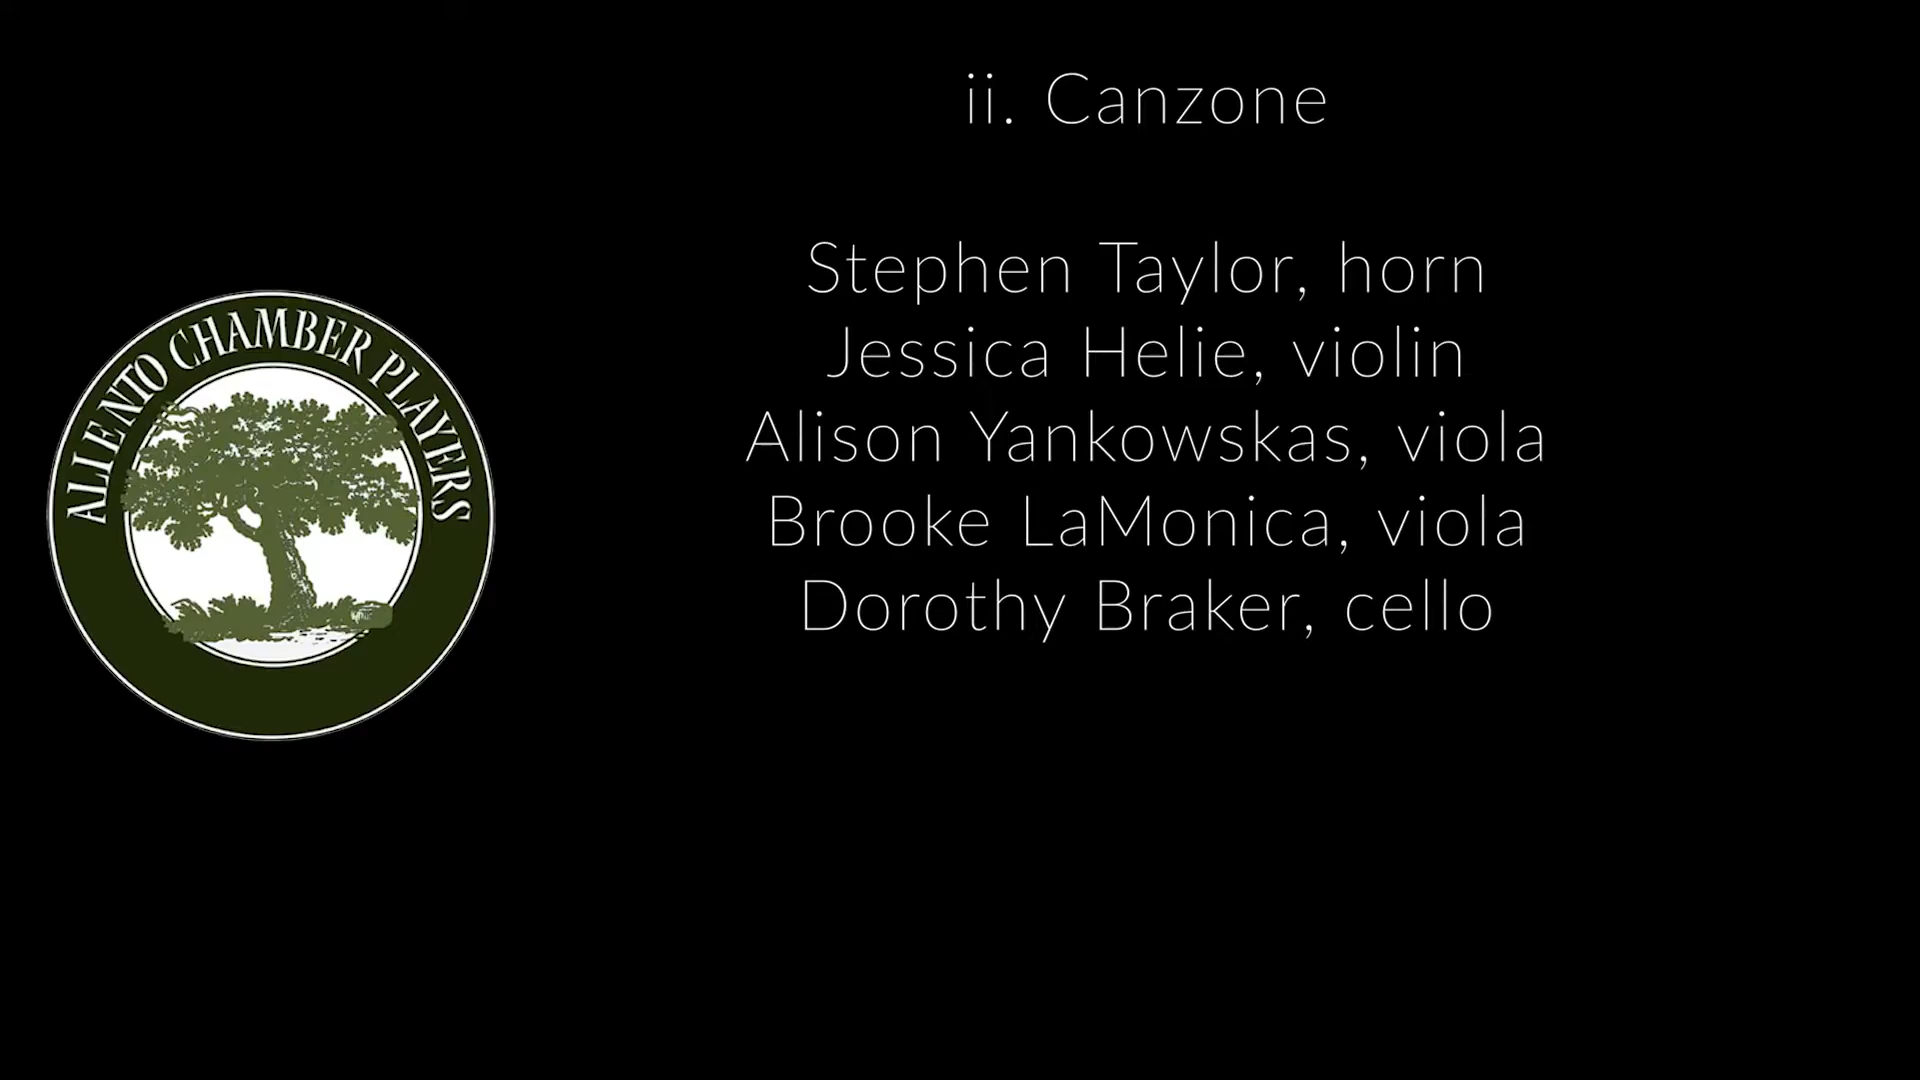 ii. Canzone
Stephen Taylor, horn
Jessica Helie, violin
Alison Yankowskas, viola
Brooke LaMonica, viola
Dorothy Braker, cello
ALLIENTO CHAMBER PLAYERS